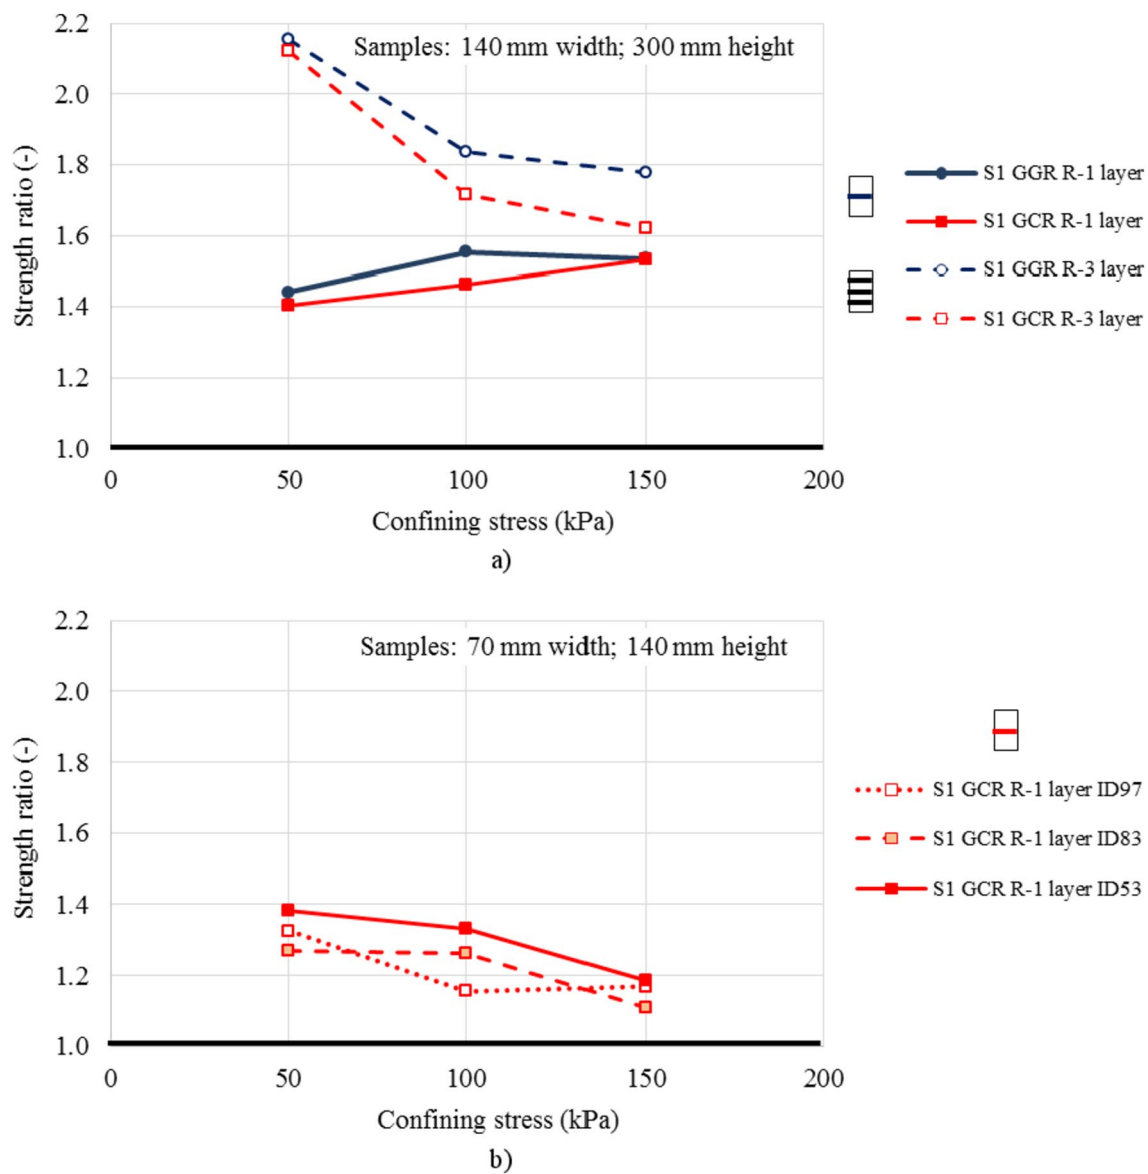 Samples: 140 mm width; 300 mm height
Strength ratio (-)
2.2
2.0
1.8
1.6
1.4
1.2
1.0
0
50
100
150
200
Confining stress (kPa)
S1 GGR R-1 layer
S1 GCR R-1 layer
S1 GGR R-3 layer
S1 GCR R-3 layer
a)
Samples: 70 mm width; 140 mm height
Strength ratio (-)
2.2
2.0
1.8
1.6
1.4
1.2
1.0
0
50
100
150
200
Confining stress (kPa)
S1 GCR R-1 layer ID97
S1 GCR R-1 layer ID83
S1 GCR R-1 layer ID53
b)